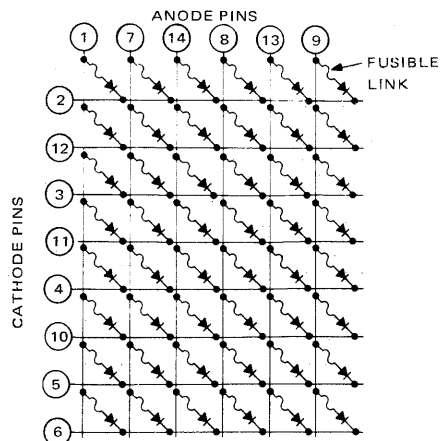 ANODE PINS
1 7 14 8 13 9
FUSIBLE
LINK
2
12
3
11
4
10
5
6
CATHODE PINS